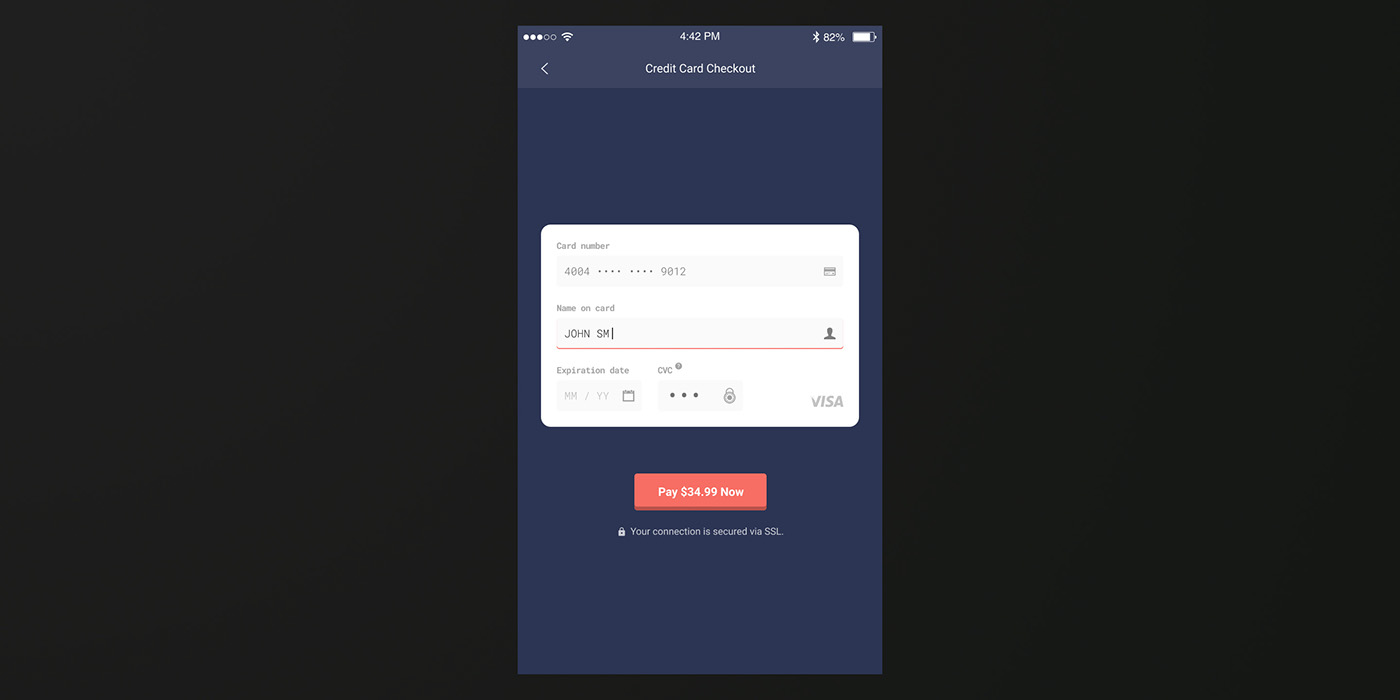 4:42 PM
82%
Credit Card Checkout
Card number
4004 •••• •••• 9012
Name on card
JOHN SM
Expiration date
CVC ?
MM / YY
• • •
VISA
Pay $34.99 Now
Your connection is secured via SSL.